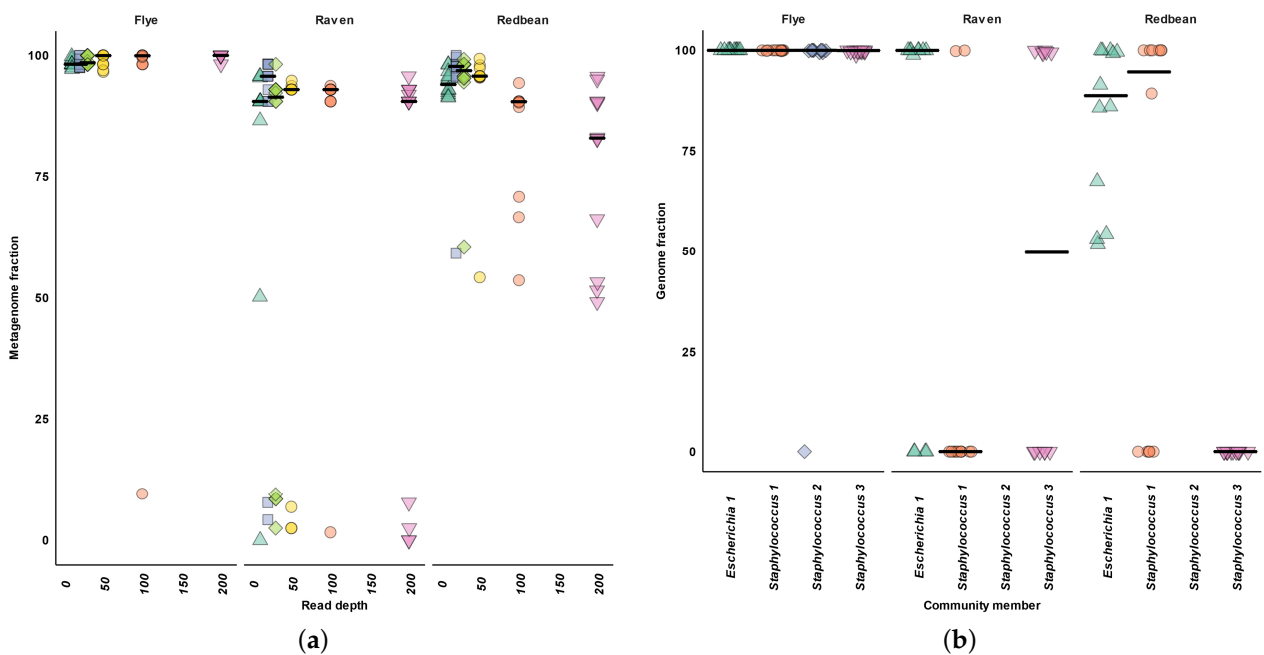 Flye Raven Redbean
Metagenome fraction
100
75
50
25
0
0 50 100 150 200 0 50 100 150 200 0 50 100 150 200
Read depth
(a)
Flye Raven Redbean
Genome fraction
100
75
50
25
0
Escherichia 1 Staphylococcus 1 Staphylococcus 2 Staphylococcus 3 Escherichia 1 Staphylococcus 1 Staphylococcus 2 Staphylococcus 3 Escherichia 1 Staphylococcus 1 Staphylococcus 2 Staphylococcus 3
Community member
(b)